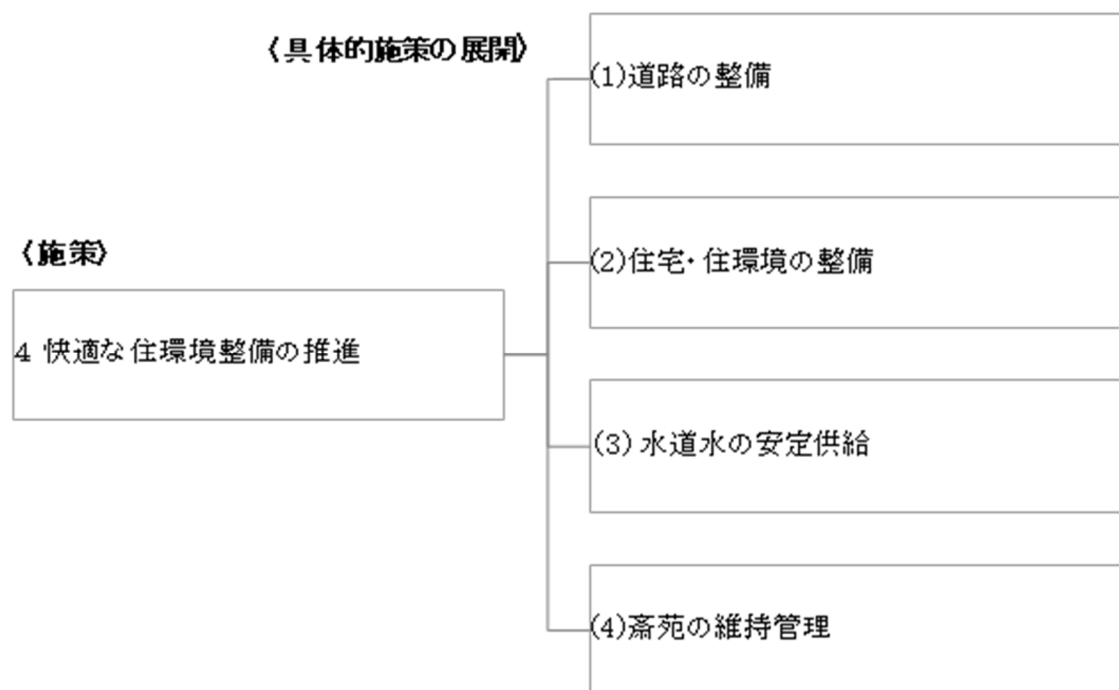 〈具体的施策の展開〉
(1)道路の整備
(2)住宅・住環境の整備
〈施策〉
4 快適な住環境整備の推進
(3) 水道水の安定供給
(4)斎苑の維持管理